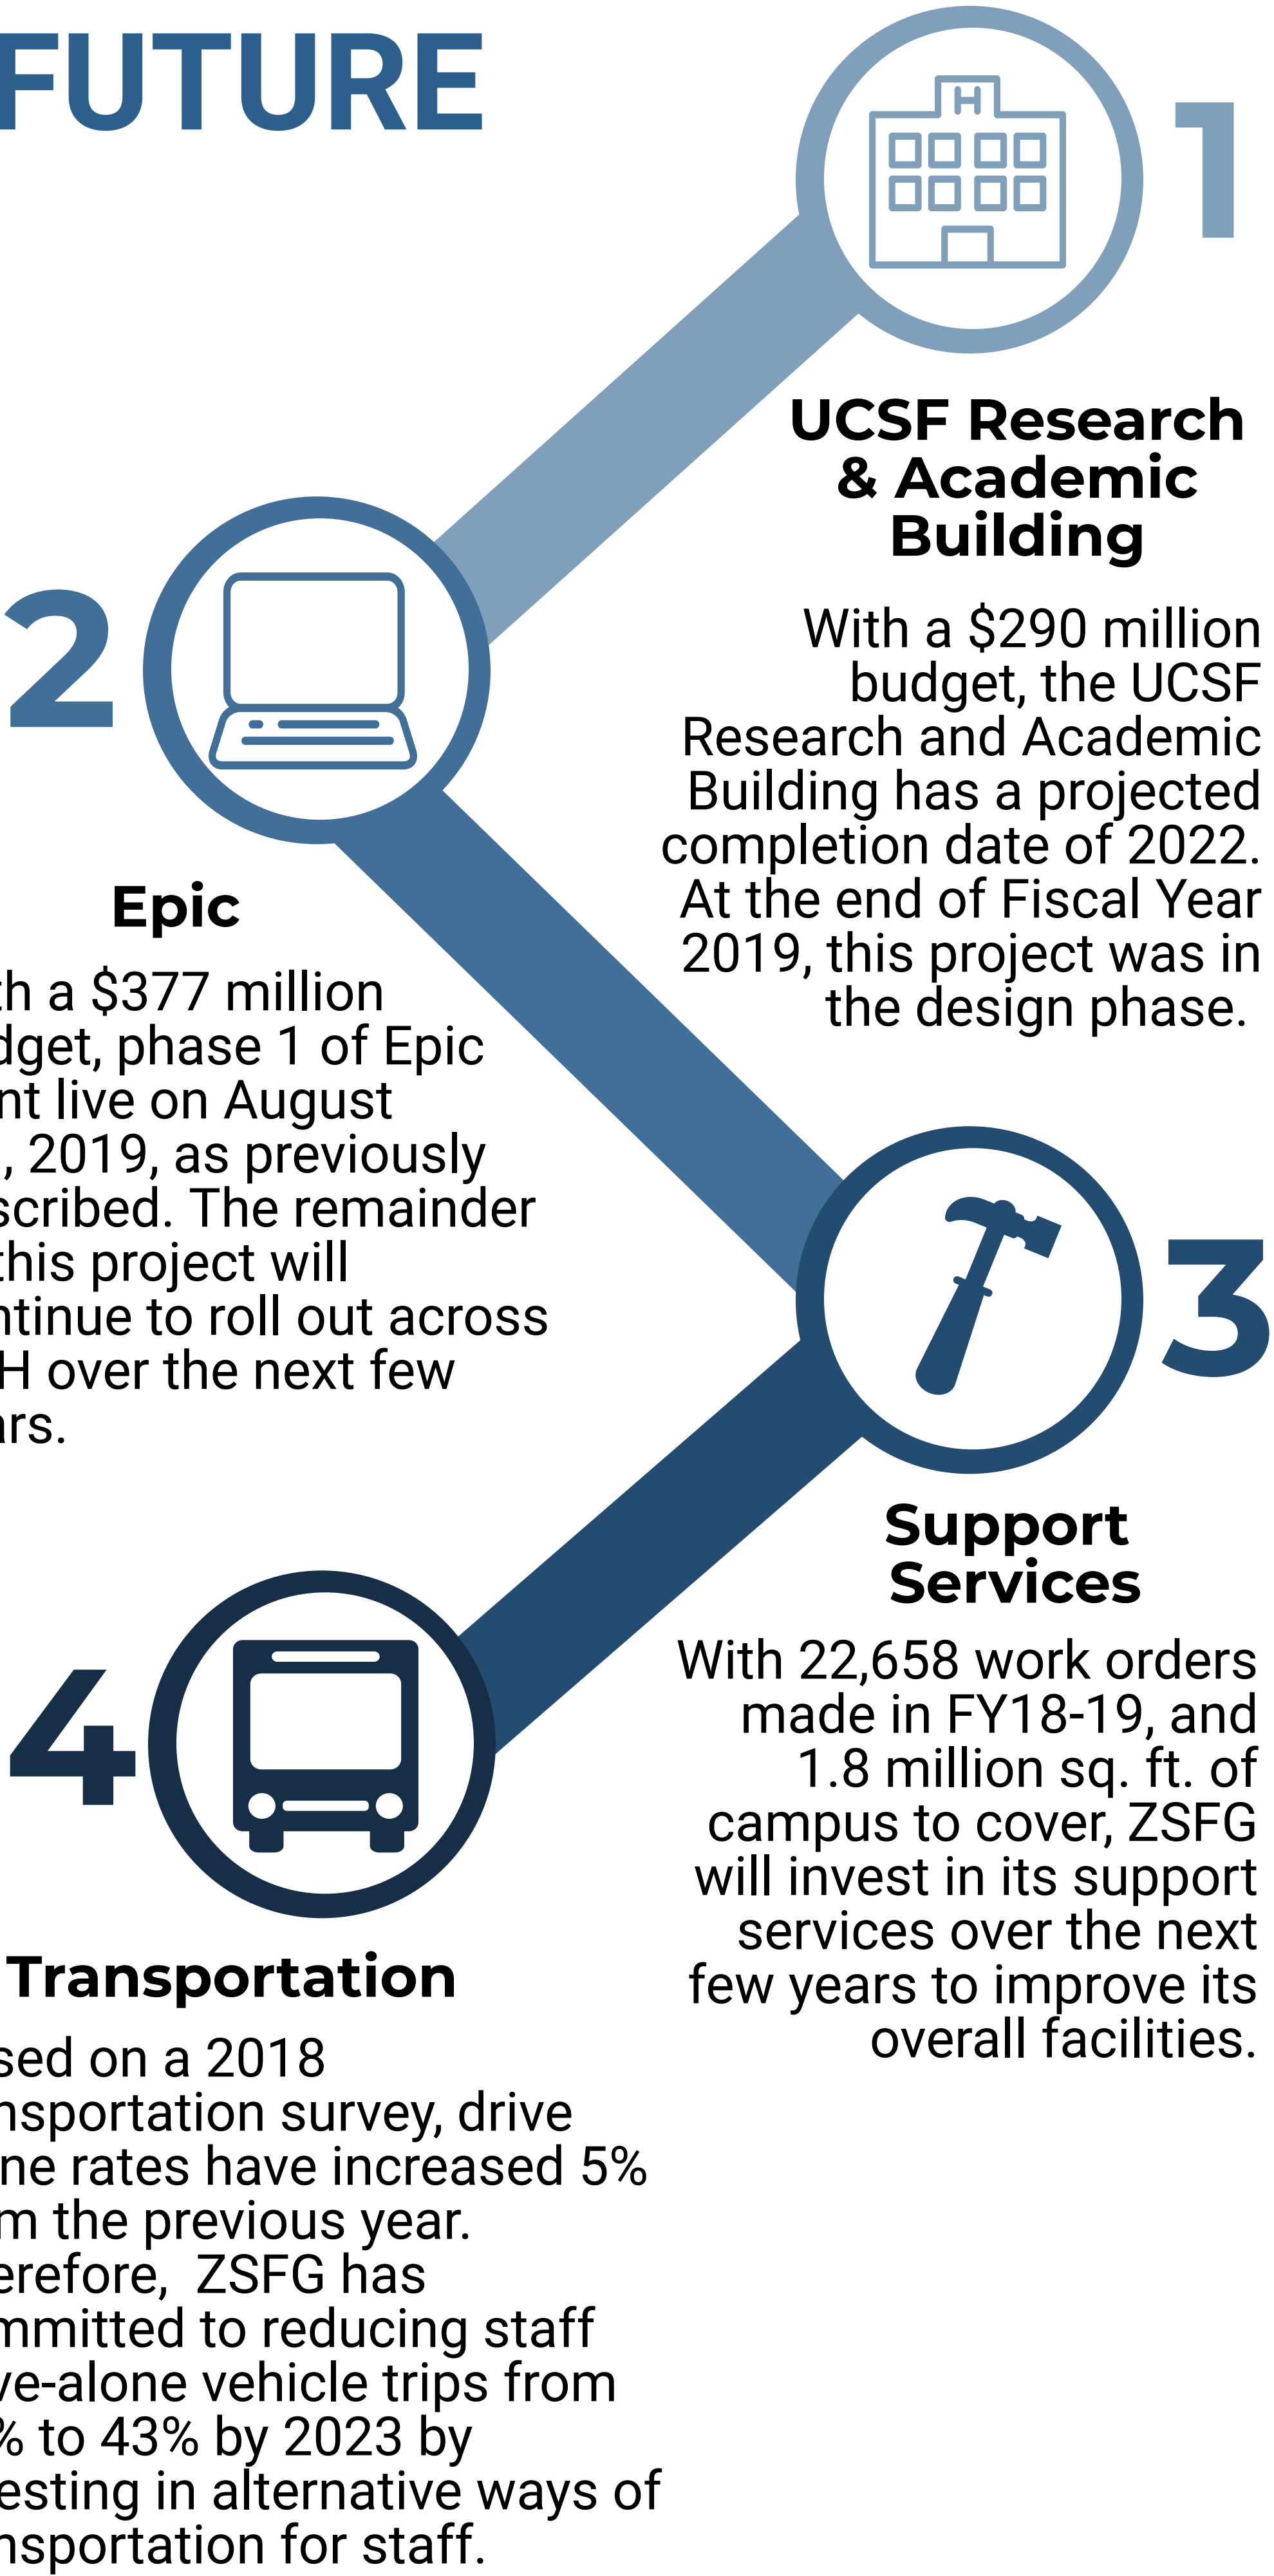 FUTURE
1
UCSF Research
& Academic
Building
With a $290 million
budget, the UCSF
Research and Academic
Building has a projected
completion date of 2022.
At the end of Fiscal Year
2019, this project was in
the design phase.
2
Epic
th a $377 million
dget, phase 1 of Epic
nt live on August
, 2019, as previously
scribed. The remainder
this project will
ntinue to roll out across
H over the next few
ars.
3
Support
Services
With 22,658 work orders
made in FY18-19, and
1.8 million sq. ft. of
campus to cover, ZSFG
will invest in its support
services over the next
few years to improve its
overall facilities.
4
Transportation
sed on a 2018
nsportation survey, drive
ne rates have increased 5%
m the previous year.
erefore, ZSFG has
mmitted to reducing staff
ve-alone vehicle trips from
% to 43% by 2023 by
esting in alternative ways of
nsportation for staff.